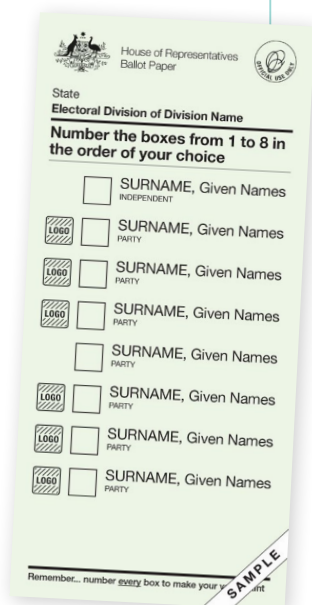 House of Representatives
Ballot Paper
OFFICIAL USE ONLY
State
Electoral Division of Division Name
Number the boxes from 1 to 8 in
the order of your choice
SURNAME, Given Names
INDEPENDENT
LOGO
SURNAME, Given Names
PARTY
LOGO
SURNAME, Given Names
PARTY
LOGO
SURNAME, Given Names
PARTY
SURNAME, Given Names
PARTY
LOGO
SURNAME, Given Names
PARTY
LOGO
SURNAME, Given Names
PARTY
LOGO
SURNAME, Given Names
PARTY
Remember... number every box to make your
SAMPLE